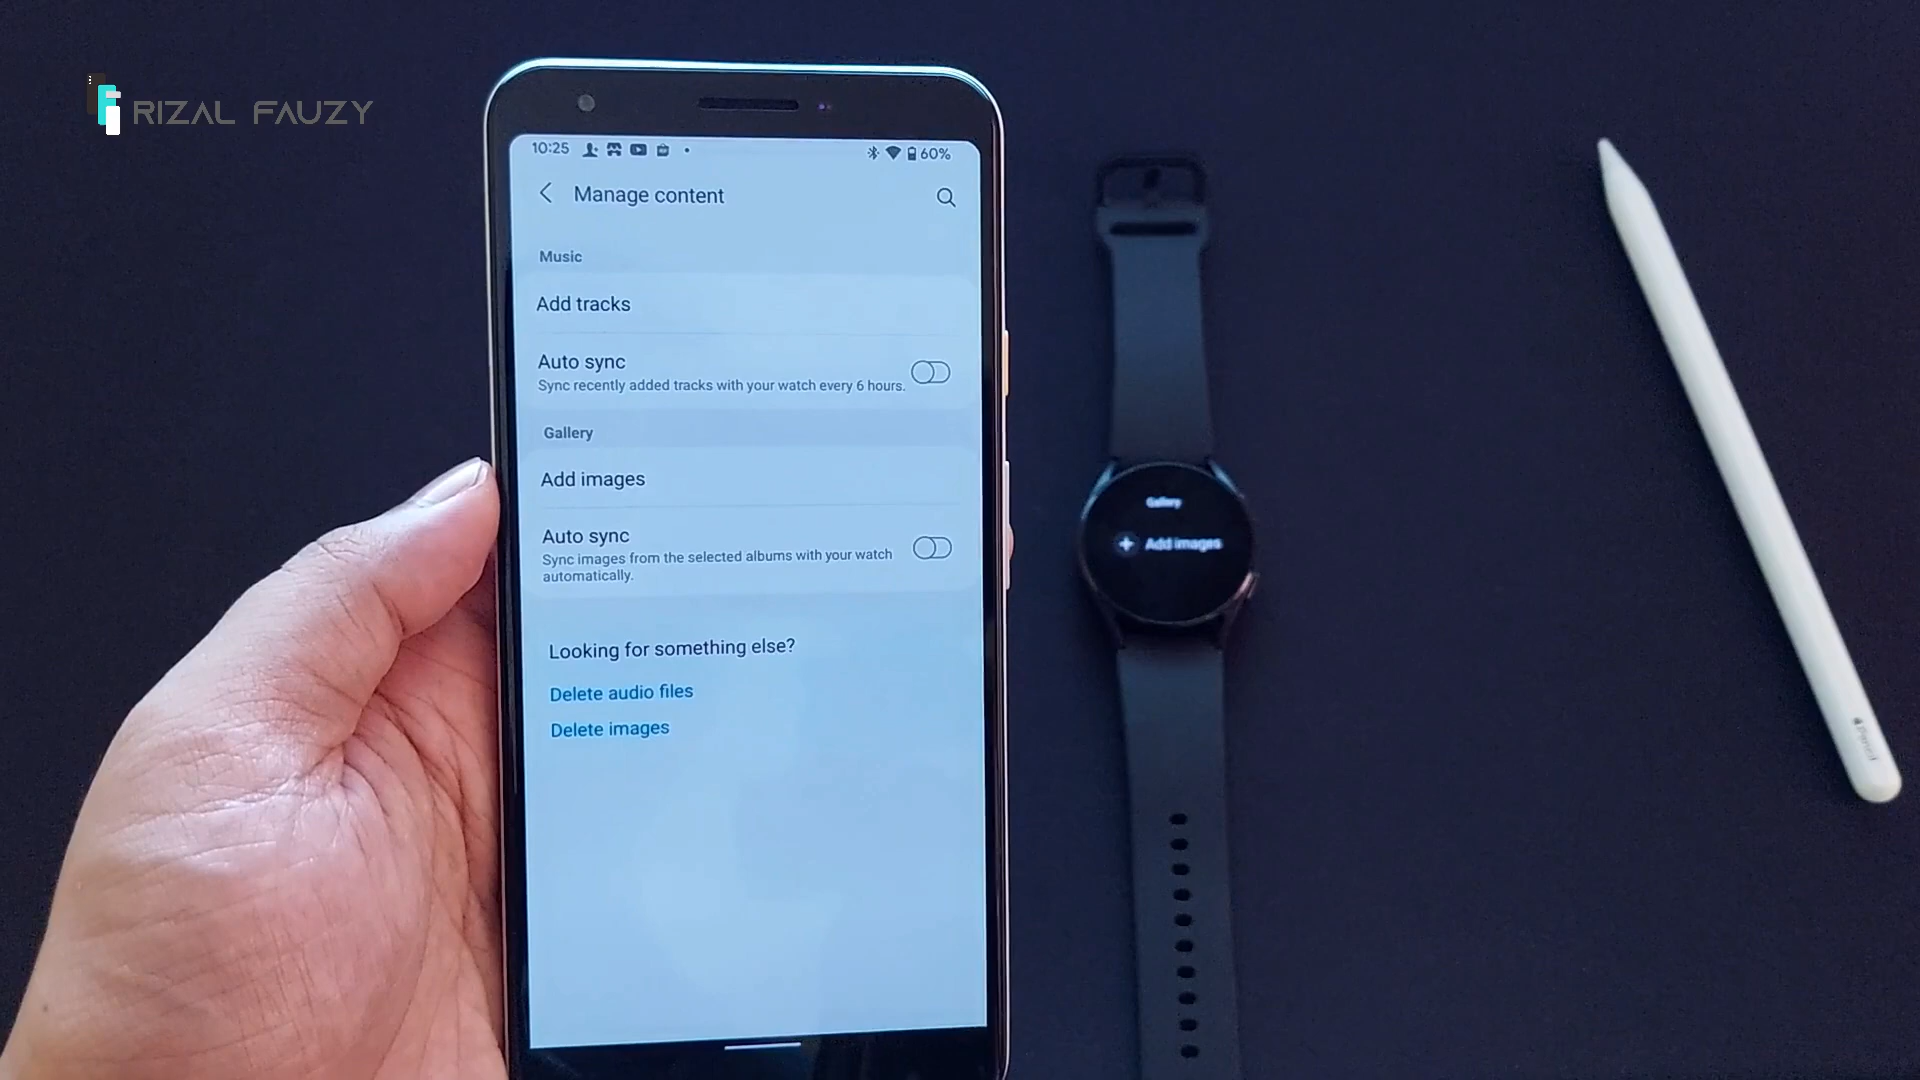 RIZAL FAUZY
10:25
60%
Manage content
Music
Add tracks
Auto sync
Sync recently added tracks with your watch every 6 hours.
Gallery
Add images
Auto sync
Sync images from the selected albums with your watch
automatically.
Looking for something else?
Delete audio files
Delete images
Gallery
Add images
Pencil